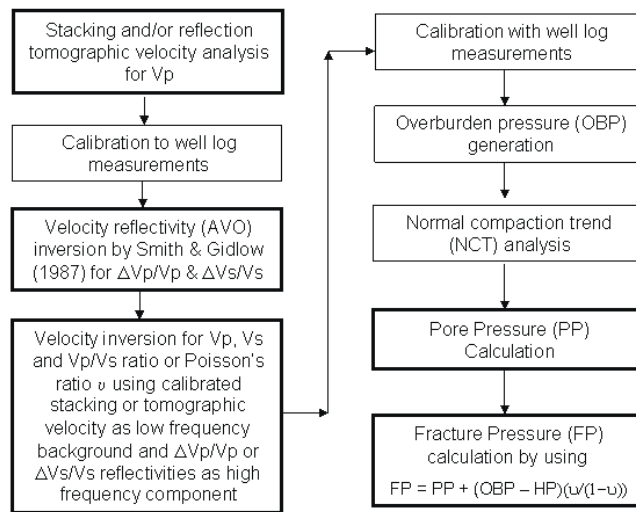 Stacking and/or reflection
tomographic velocity analysis
for Vp
Calibration to well log
measurements
Velocity reflectivity (AVO)
inversion by Smith & Gidlow
(1987) for ΔVp/Vp & ΔVs/Vs
Velocity inversion for Vp, Vs
and Vp/Vs ratio or Poisson's
ratio υ using calibrated
stacking or tomographic
velocity as low frequency
background and ΔVp/Vp or
ΔVs/Vs reflectivities as high
frequency component
Calibration with well log
measurements
Overburden pressure (OBP)
generation
Normal compaction trend
(NCT) analysis
Pore Pressure (PP)
Calculation
Fracture Pressure (FP)
calculation by using
FP = PP + (OBP – HP)(υ/(1–υ))